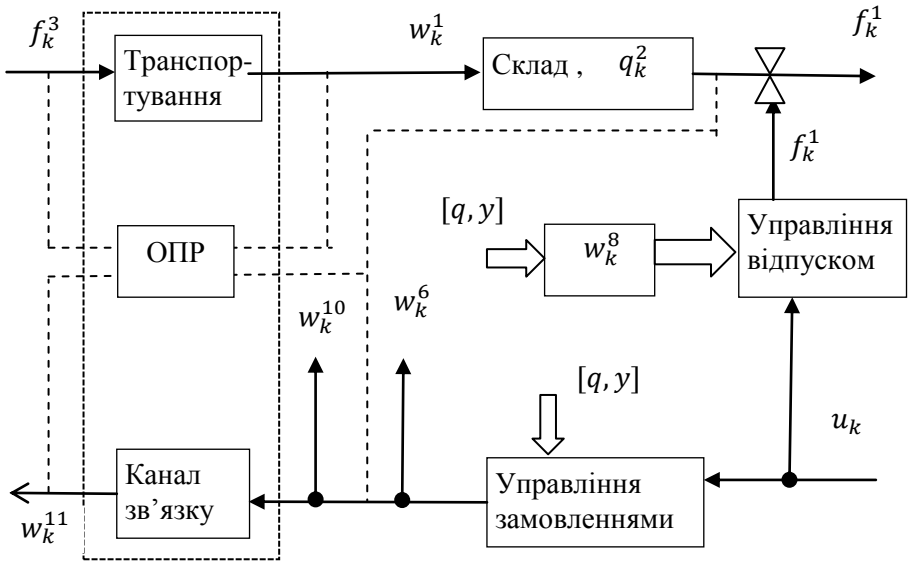 f_k^3
w_k^1
f_k^1
Транспор-
тування
Склад , q_k^2
f_k^1
[q, y]
w_k^8
Управління
відпуском
ОПР
w_k^{10}
w_k^6
[q, y]
u_k
Канал
зв’язку
Управління
замовленнями
w_k^{11}